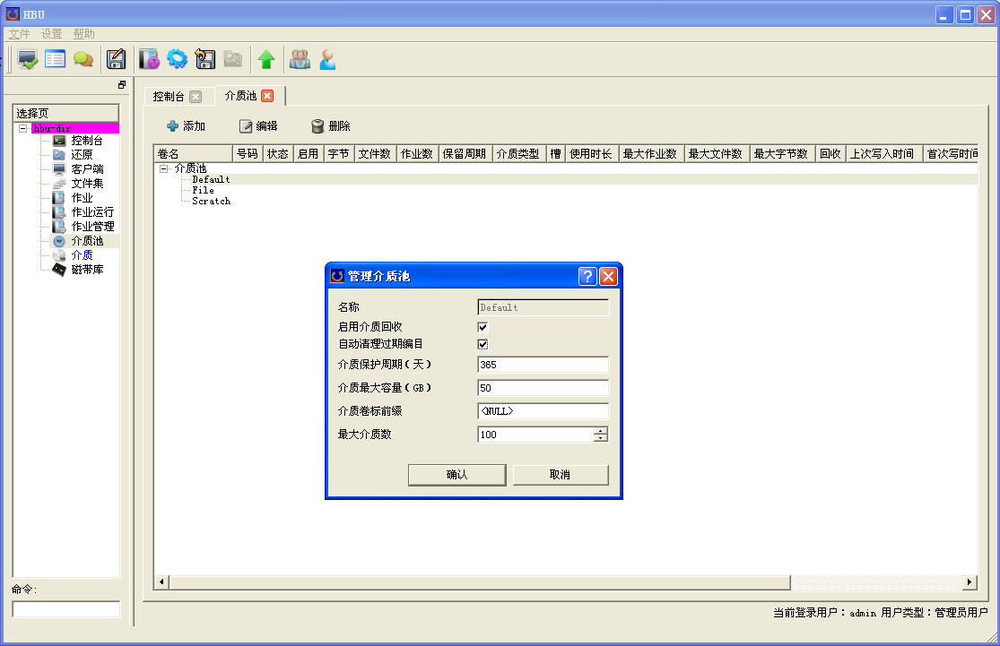 HBU
文件 设置 帮助
选择页
hbu-dir
控制台
还原
客户端
文件集
作业
作业运行
作业管理
介质池
介质
磁带库
命令:
控制台 介质池
添加 编辑 删除
卷名 号码 状态 启用 字节 文件数 作业数 保留周期 介质类型 槽 使用时长 最大作业数 最大文件数 最大字节数 回收 上次写入时间 首次写时间
介质池
Default
File
Scratch
管理介质池
名称 Default
启用介质回收
自动清理过期编目
介质保护周期(天) 365
介质最大容量(GB) 50
介质卷标前缀 <NULL>
最大介质数 100
确认 取消
当前登录用户：admin 用户类型：管理员用户